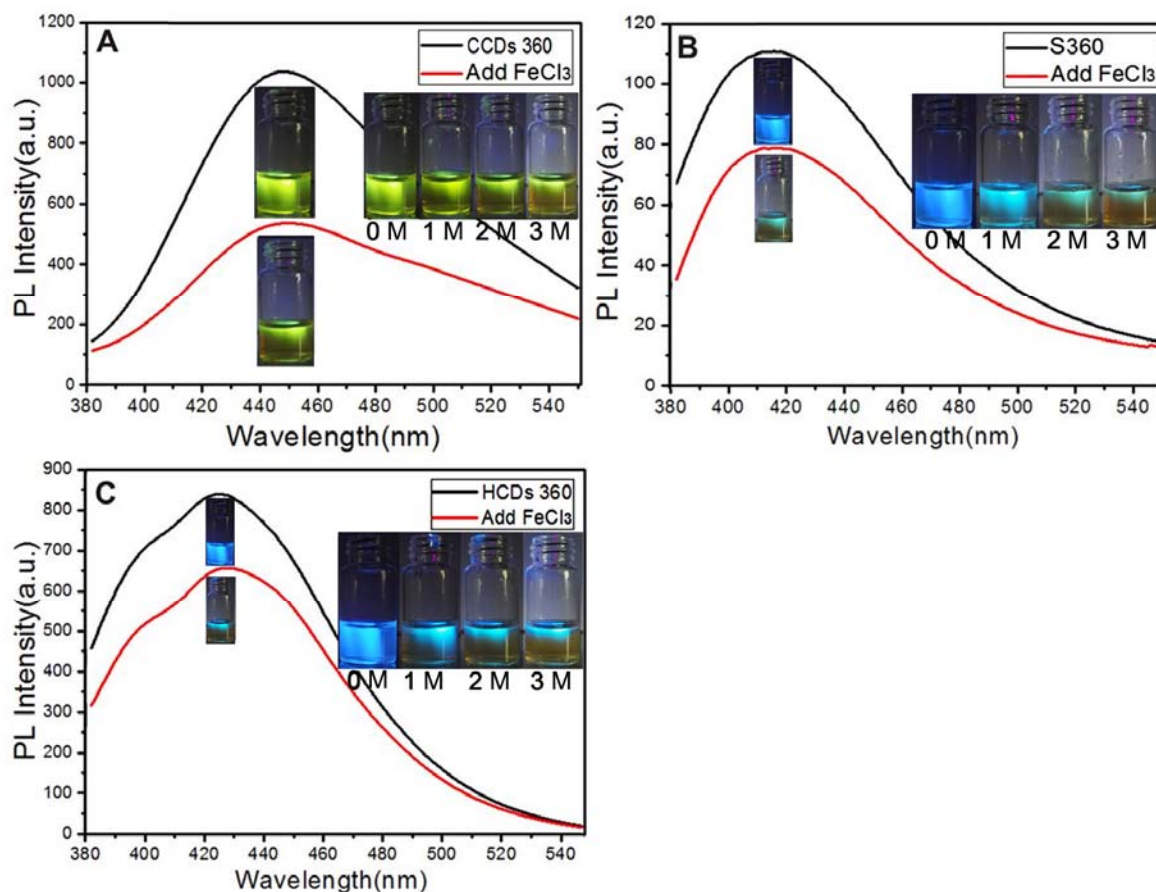 A
CCDs 360
Add FeCl₃
PL Intensity(a.u.)
1200
1000
800
600
500
400
200
0
0 M 1 M 2 M 3 M
380 400 420 440 460 480 500 520 540
Wavelength(nm)
B
S360
Add FeCl₃
PL Intensity(a.u.)
120
100
80
60
40
20
0
0 M 1 M 2 M 3 M
380 400 420 440 460 480 500 520 540
Wavelength(nm)
C
HCDs 360
Add FeCl₃
PL Intensity(a.u.)
900
800
700
600
500
400
300
200
100
0
0 M 1 M 2 M 3 M
380 400 420 440 460 480 500 520 540
Wavelength(nm)